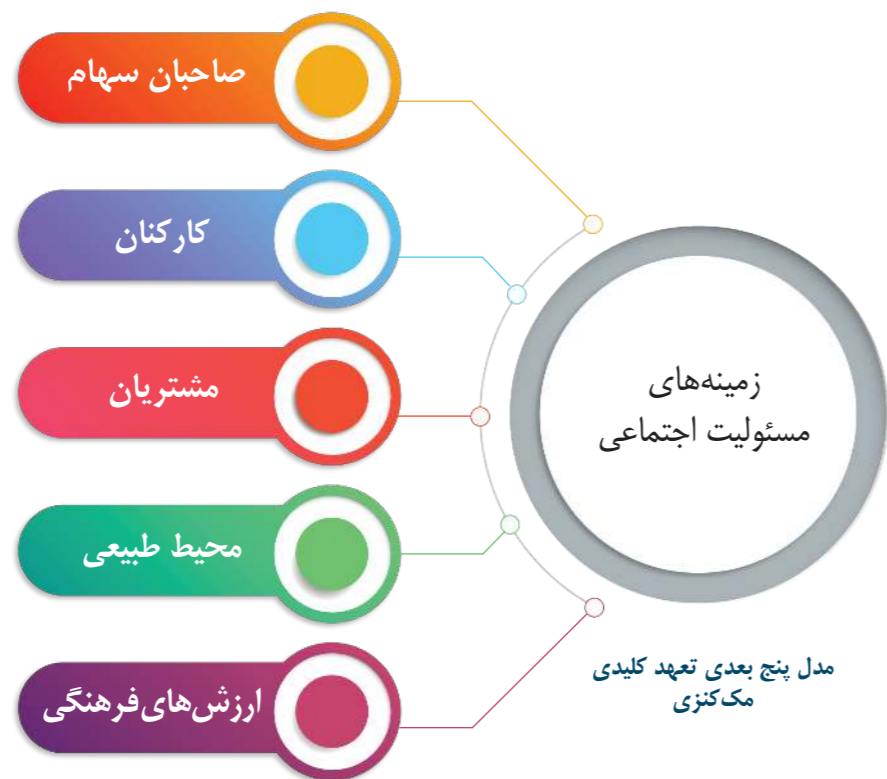 صاحبان سهام
کارکنان
مشتریان
محیط طبیعی
ارزش‌های‌فرهنگی
زمینه‌های
مسئولیت اجتماعی
مدل پنج بعدی تعهد کلیدی
مک‌کنزی